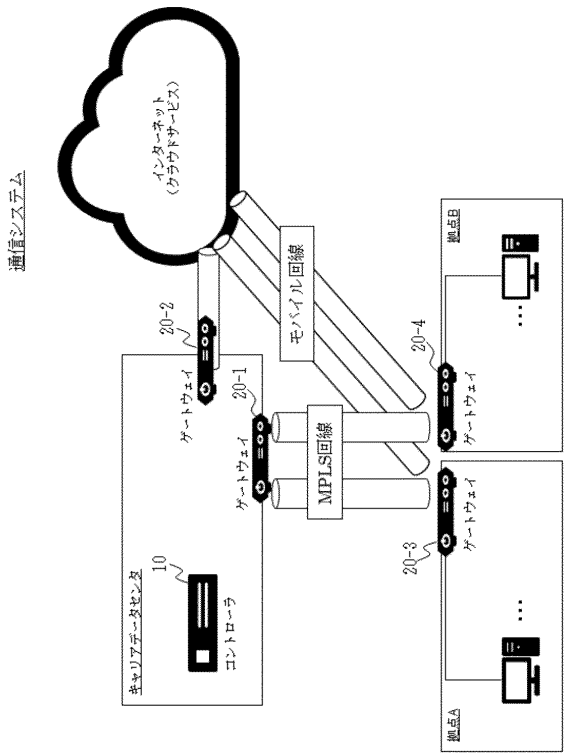 通信システム
インターネット
(クラウドサービス)
キャリアデータセンタ
10
コントローラ
ゲートウェイ
20-1
ゲートウェイ
20-2
MPLS回線
モバイル回線
拠点A
20-3
ゲートウェイ
…
拠点B
20-4
ゲートウェイ
…